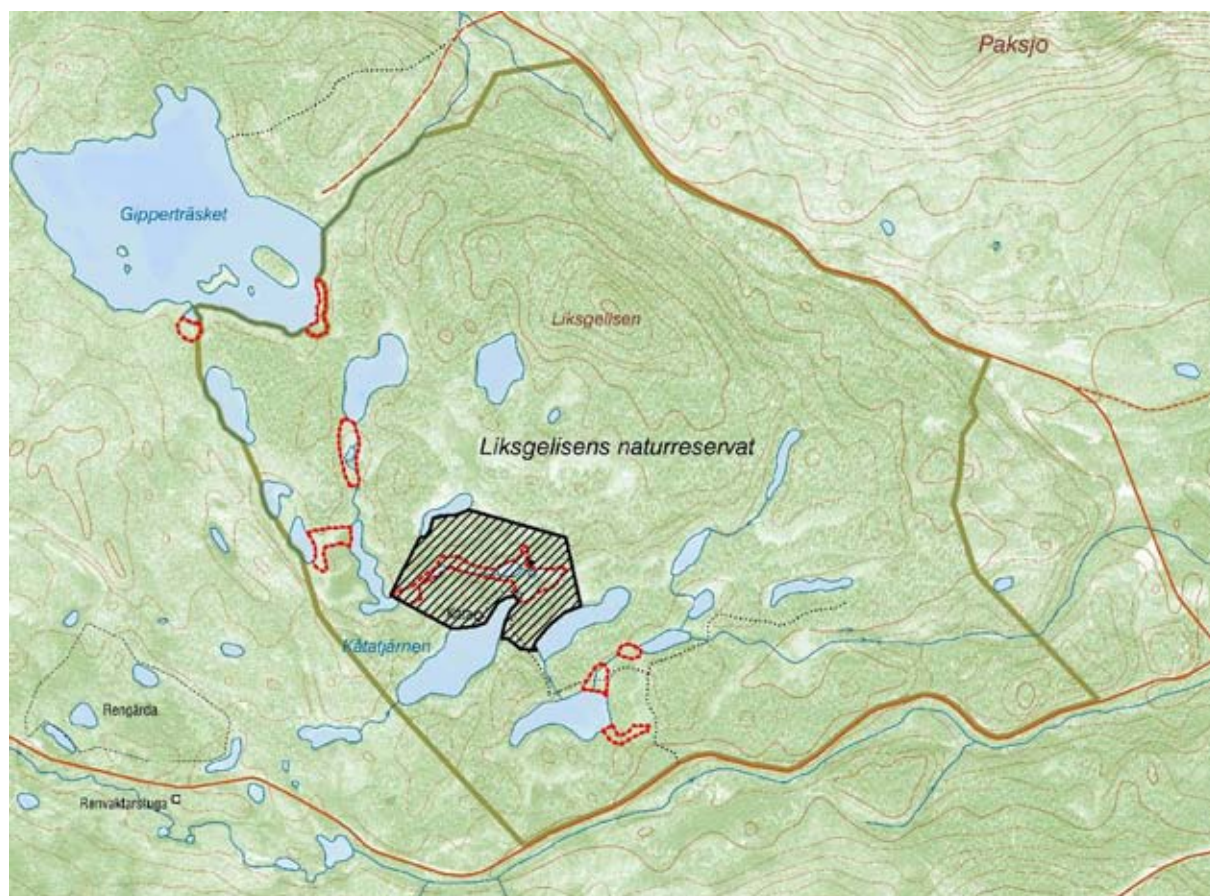 Paksjo
Gipperträsket
Liksgelisen
Liksgelisens naturreservat
Kåtatjärnen
Rengärda
Renvaktarstuga